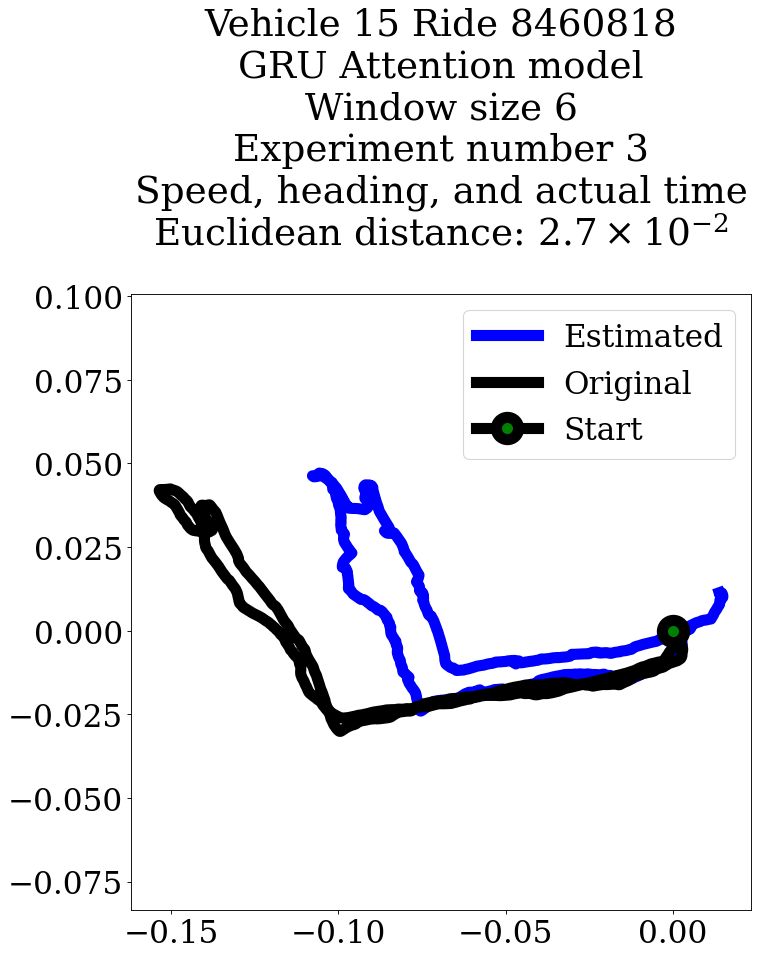 Vehicle 15 Ride 8460818
GRU Attention model
Window size 6
Experiment number 3
Speed, heading, and actual time
Euclidean distance: 2.7 × 10⁻²
Estimated
Original
Start
0.100
0.075
0.050
0.025
0.000
−0.025
−0.050
−0.075
−0.15 −0.10 −0.05 0.00